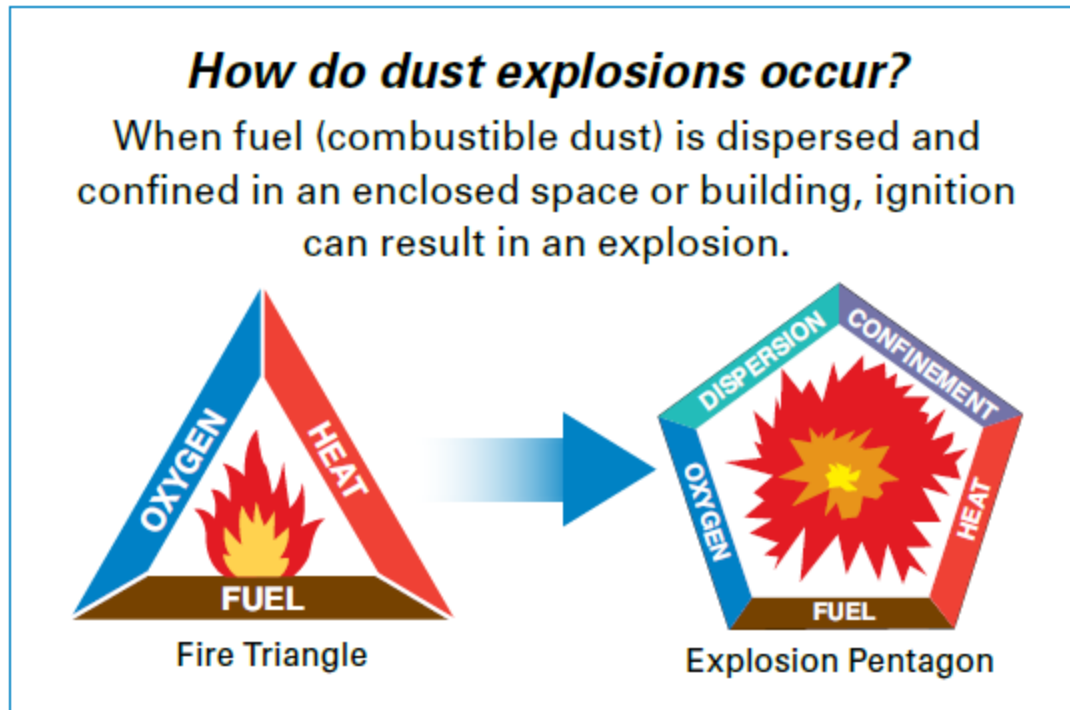 How do dust explosions occur?
When fuel (combustible dust) is dispersed and
confined in an enclosed space or building, ignition
can result in an explosion.
OXYGEN
HEAT
FUEL
Fire Triangle
DISPERSION
CONFINEMENT
OXYGEN
HEAT
FUEL
Explosion Pentagon